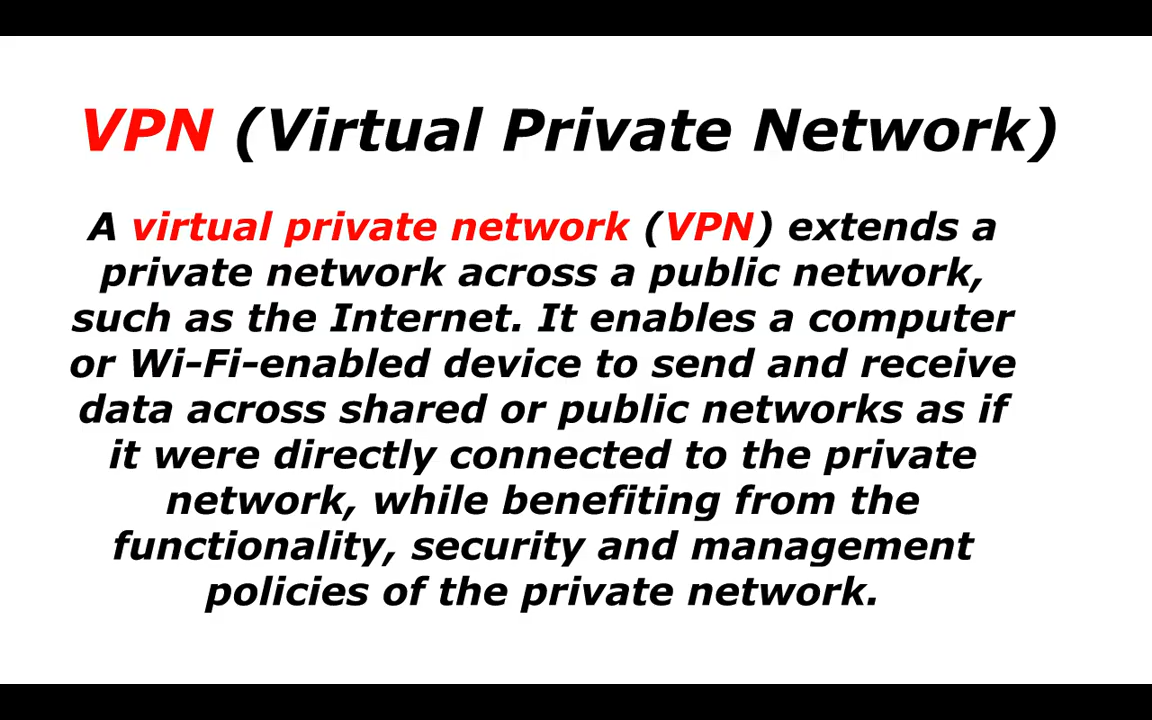 VPN (Virtual Private Network)
A virtual private network (VPN) extends a
private network across a public network,
such as the Internet. It enables a computer
or Wi-Fi-enabled device to send and receive
data across shared or public networks as if
it were directly connected to the private
network, while benefiting from the
functionality, security and management
policies of the private network.